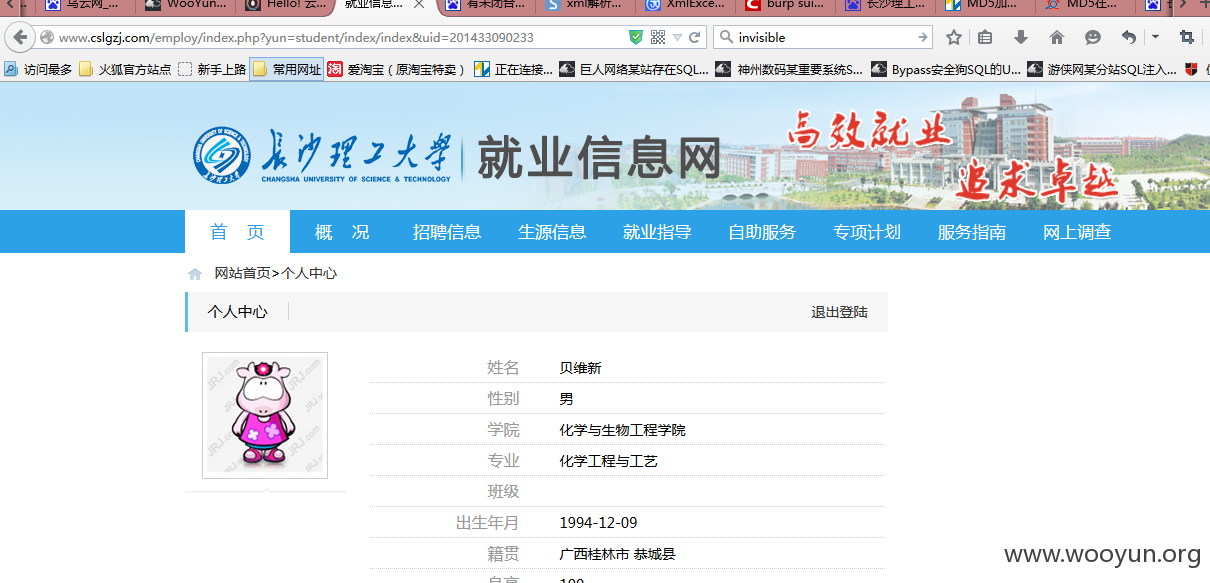 乌云网_...
WooYun...
Hello! 云...
就业信息...
有未闭合...
xml解析...
XmlExce...
burp sui...
长沙理工...
MD5加...
MD5在...
www.cslgzj.com/employ/index.php?yun=student/index/index&uid=201433090233
invisible
访问最多
火狐官方站点
新手上路
常用网址
爱淘宝（原淘宝特卖）
正在连接...
巨人网络某站存在SQL...
神州数码某重要系统S...
Bypass安全狗SQL的U...
游侠网某分站SQL注入...
长沙理工大学
CHANGSHA UNIVERSITY OF SCIENCE & TECHNOLOGY
就业信息网
高效就业
追求卓越
首 页
概 况
招聘信息
生源信息
就业指导
自助服务
专项计划
服务指南
网上调查
网站首页>个人中心
个人中心
退出登陆
JRJ.com
姓名 贝维新
性别 男
学院 化学与生物工程学院
专业 化学工程与工艺
班级
出生年月 1994-12-09
籍贯 广西桂林市 恭城县
www.wooyun.org